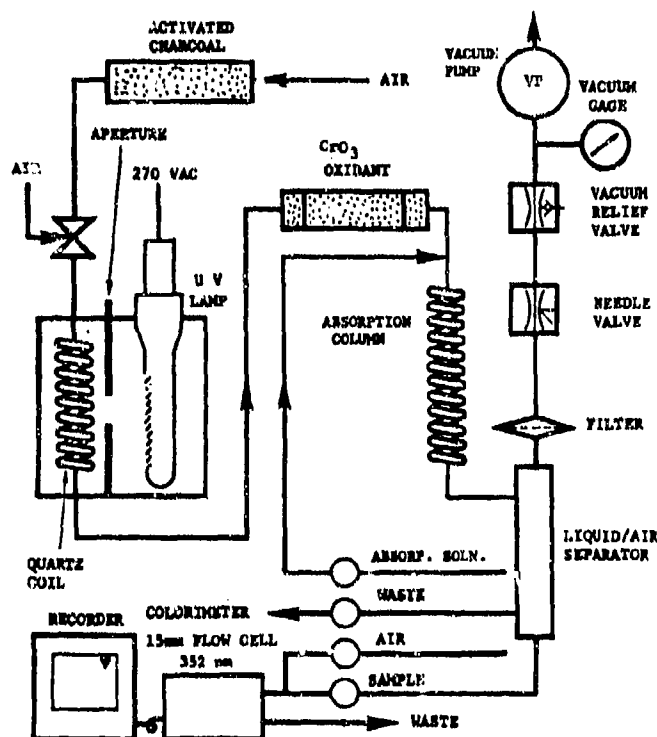 ACTIVATED
CHARCOAL
AIR
VACUUM
PUMP
VP
VACUUM
GAGE
APERTURE
AIR
270 VAC
CrO3
OXIDANT
VACUUM
RELIEF
VALVE
U V
LAMP
ABSORPTION
COLUMN
NEEDLE
VALVE
FILTER
LIQUID/AIR
SEPARATOR
QUARTZ
COIL
ABSORP. SOLN.
WASTE
RECORDER
COLORIMETER
15mm FLOW CELL
352 nm
AIR
SAMPLE
WASTE